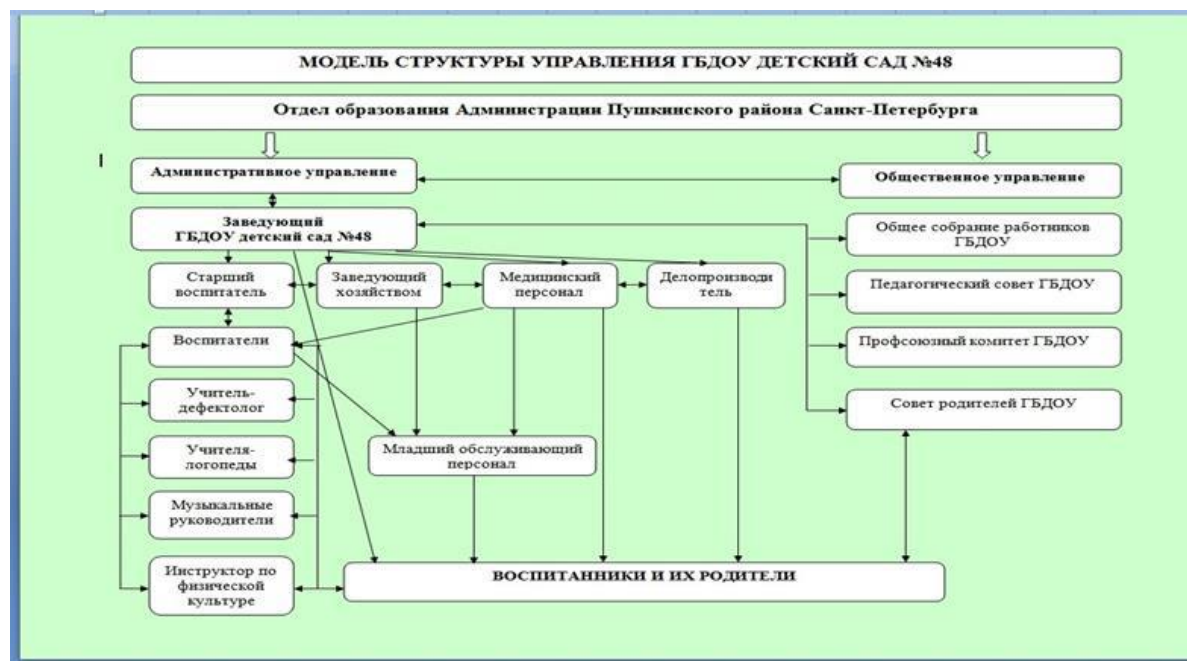 МОДЕЛЬ СТРУКТУРЫ УПРАВЛЕНИЯ ГБДОУ ДЕТСКИЙ САД №48
Отдел образования Администрации Пушкинского района Санкт-Петербурга
Административное управление
Общественное управление
Заведующий
ГБДОУ детский сад №48
Общее собрание работников
ГБДОУ
Старший
воспитатель
Заведующий
хозяйством
Медицинский
персонал
Делопроизводи
тель
Педагогический совет ГБДОУ
Воспитатели
Профсоюзный комитет ГБДОУ
Учитель-
дефектолог
Совет родителей ГБДОУ
Учителя-
логопеды
Младший обслуживающий
персонал
Музыкальные
руководители
Инструктор по
физической
культуре
ВОСПИТАННИКИ И ИХ РОДИТЕЛИ